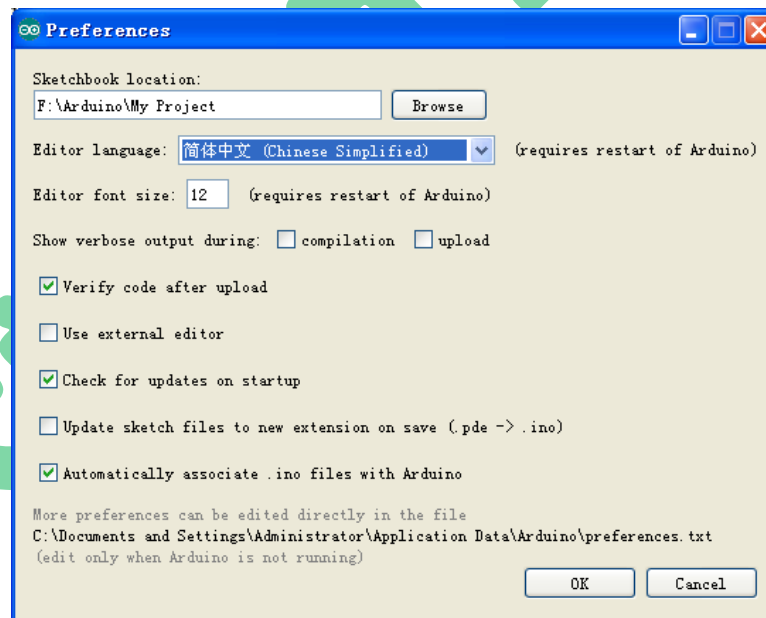 Preferences
Sketchbook location:
F:\Arduino\My Project Browse
Editor language: 简体中文 (Chinese Simplified) (requires restart of Arduino)
Editor font size: 12 (requires restart of Arduino)
Show verbose output during: compilation upload
Verify code after upload
Use external editor
Check for updates on startup
Update sketch files to new extension on save (.pde -> .ino)
Automatically associate .ino files with Arduino
More preferences can be edited directly in the file
C:\Documents and Settings\Administrator\Application Data\Arduino\preferences.txt
(edit only when Arduino is not running)
OK Cancel